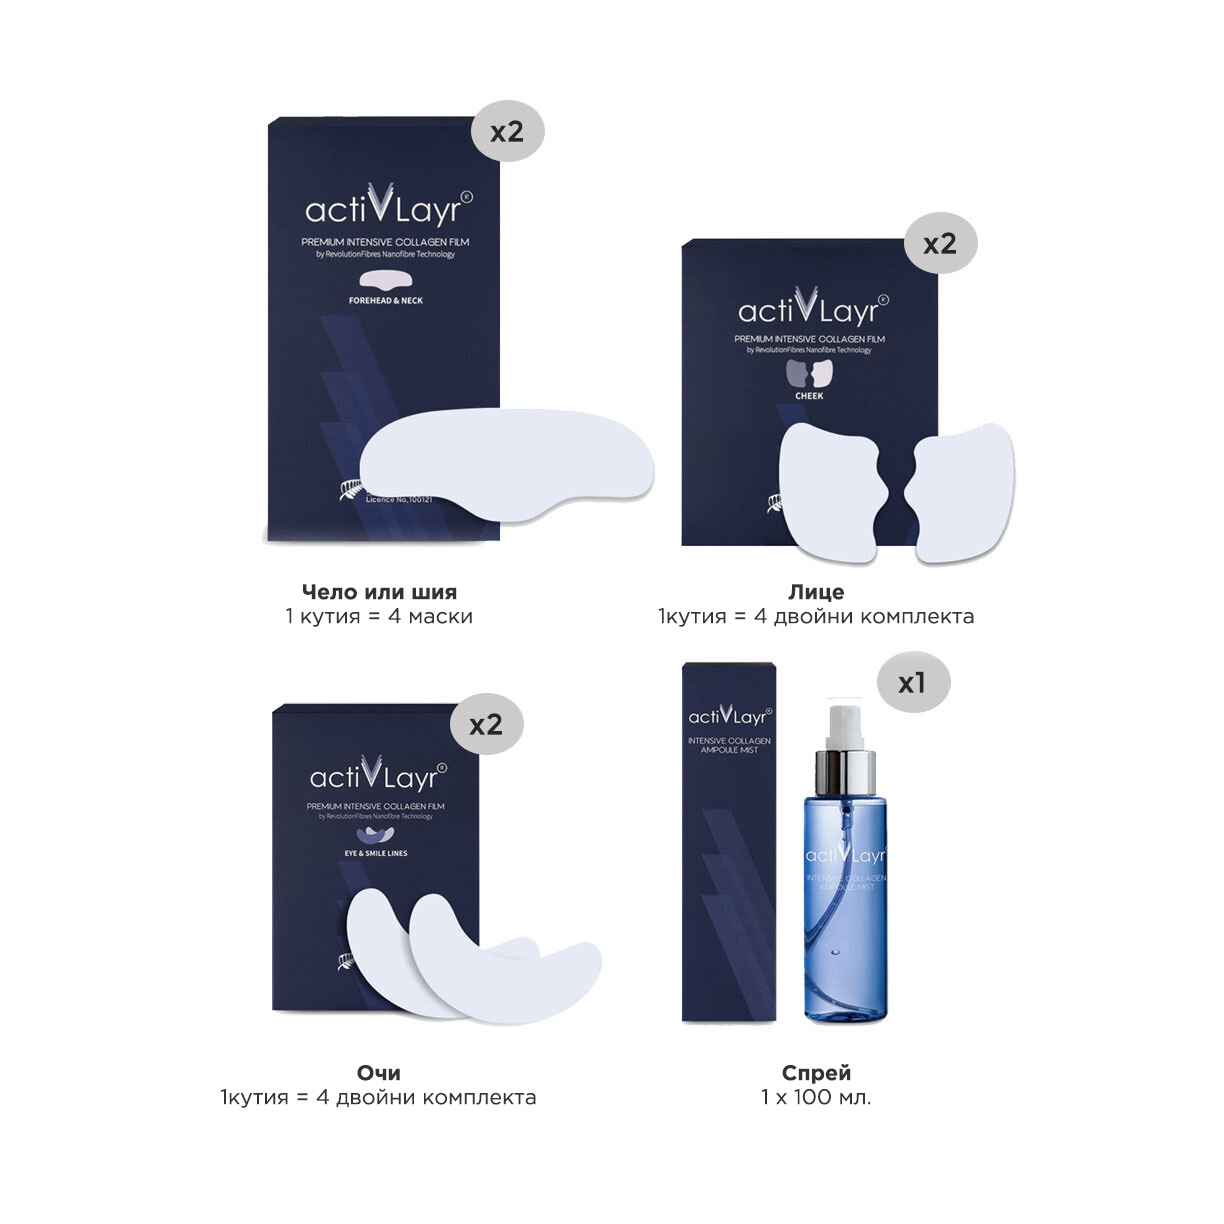 x2
actiVLayr®
PREMIUM INTENSIVE COLLAGEN FILM
by RevolutionFibres Nanofibre Technology
FOREHEAD & NECK
Licence No.100121
Чело или шия
1 кутия = 4 маски
x2
actiVLayr®
PREMIUM INTENSIVE COLLAGEN FILM
by RevolutionFibres Nanofibre Technology
CHEEK
Лице
1кутия = 4 двойни комплекта
x2
actiVLayr®
PREMIUM INTENSIVE COLLAGEN FILM
by RevolutionFibres Nanofibre Technology
EYE & SMILE LINES
Очи
1кутия = 4 двойни комплекта
x1
actiVLayr®
INTENSIVE COLLAGEN
AMPOULE MIST
actiVLayr®
INTENSIVE COLLAGEN
AMPOULE MIST
Спрей
1 x 100 мл.